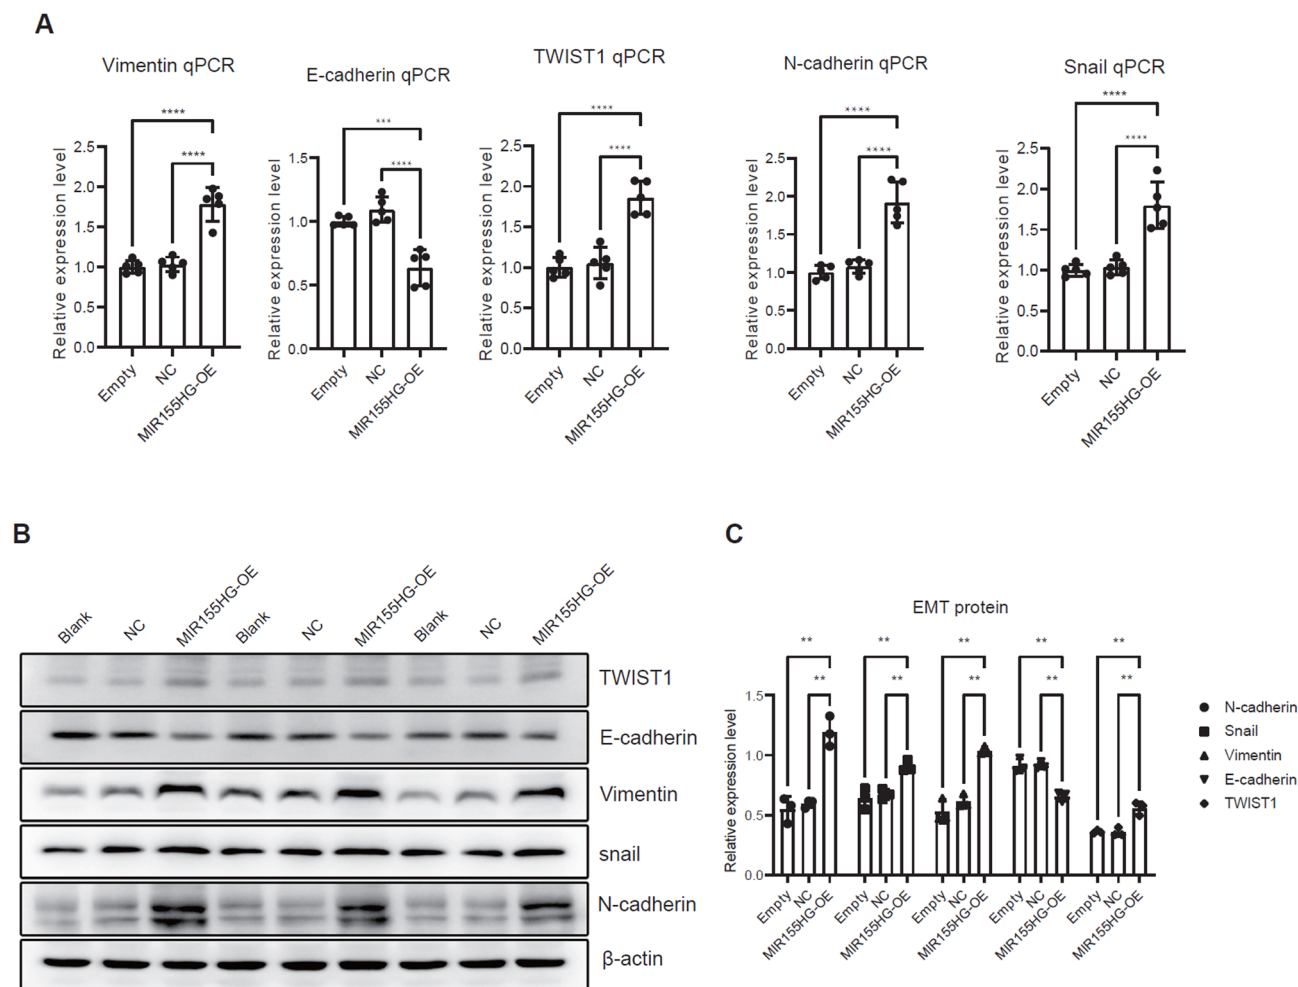 A
Vimentin qPCR
****
****
Relative expression level
2.5
2.0
1.5
1.0
0.5
0.0
Empty
NC
MIR155HG-OE
E-cadherin qPCR
***
****
Relative expression level
1.5
1.0
0.5
0.0
Empty
NC
MIR155HG-OE
TWIST1 qPCR
****
****
Relative expression level
2.5
2.0
1.5
1.0
0.5
0.0
Empty
NC
MIR155HG-OE
N-cadherin qPCR
****
****
Relative expression level
2.5
2.0
1.5
1.0
0.5
0.0
Empty
NC
MIR155HG-OE
Snail qPCR
****
****
Relative expression level
2.5
2.0
1.5
1.0
0.5
0.0
Empty
NC
MIR155HG-OE
B
Blank
NC
MIR155HG-OE
Blank
NC
MIR155HG-OE
Blank
NC
MIR155HG-OE
TWIST1
E-cadherin
Vimentin
snail
N-cadherin
β-actin
C
EMT protein
** ** ** ** **
** ** ** ** **
Relative expression level
1.5
1.0
0.5
0.0
Empty
NC
MIR155HG-OE
Empty
NC
MIR155HG-OE
Empty
NC
MIR155HG-OE
Empty
NC
MIR155HG-OE
Empty
NC
MIR155HG-OE
N-cadherin
Snail
Vimentin
E-cadherin
TWIST1